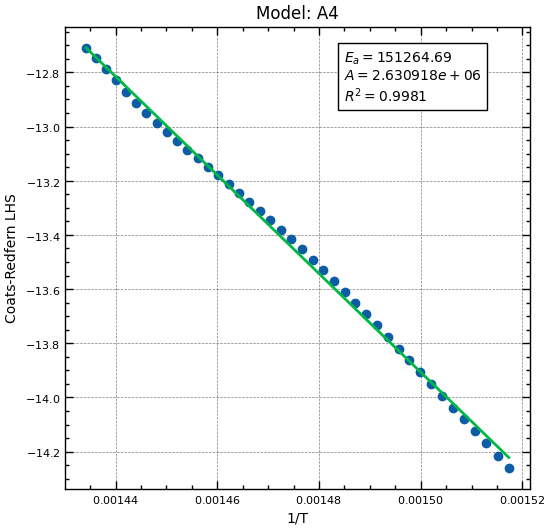 Model: A4
E_a = 151264.69
A = 2.630918e + 06
R² = 0.9981
−12.8
−13.0
−13.2
−13.4
−13.6
−13.8
−14.0
−14.2
Coats-Redfern LHS
0.00144 0.00146 0.00148 0.00150 0.00152
1/T